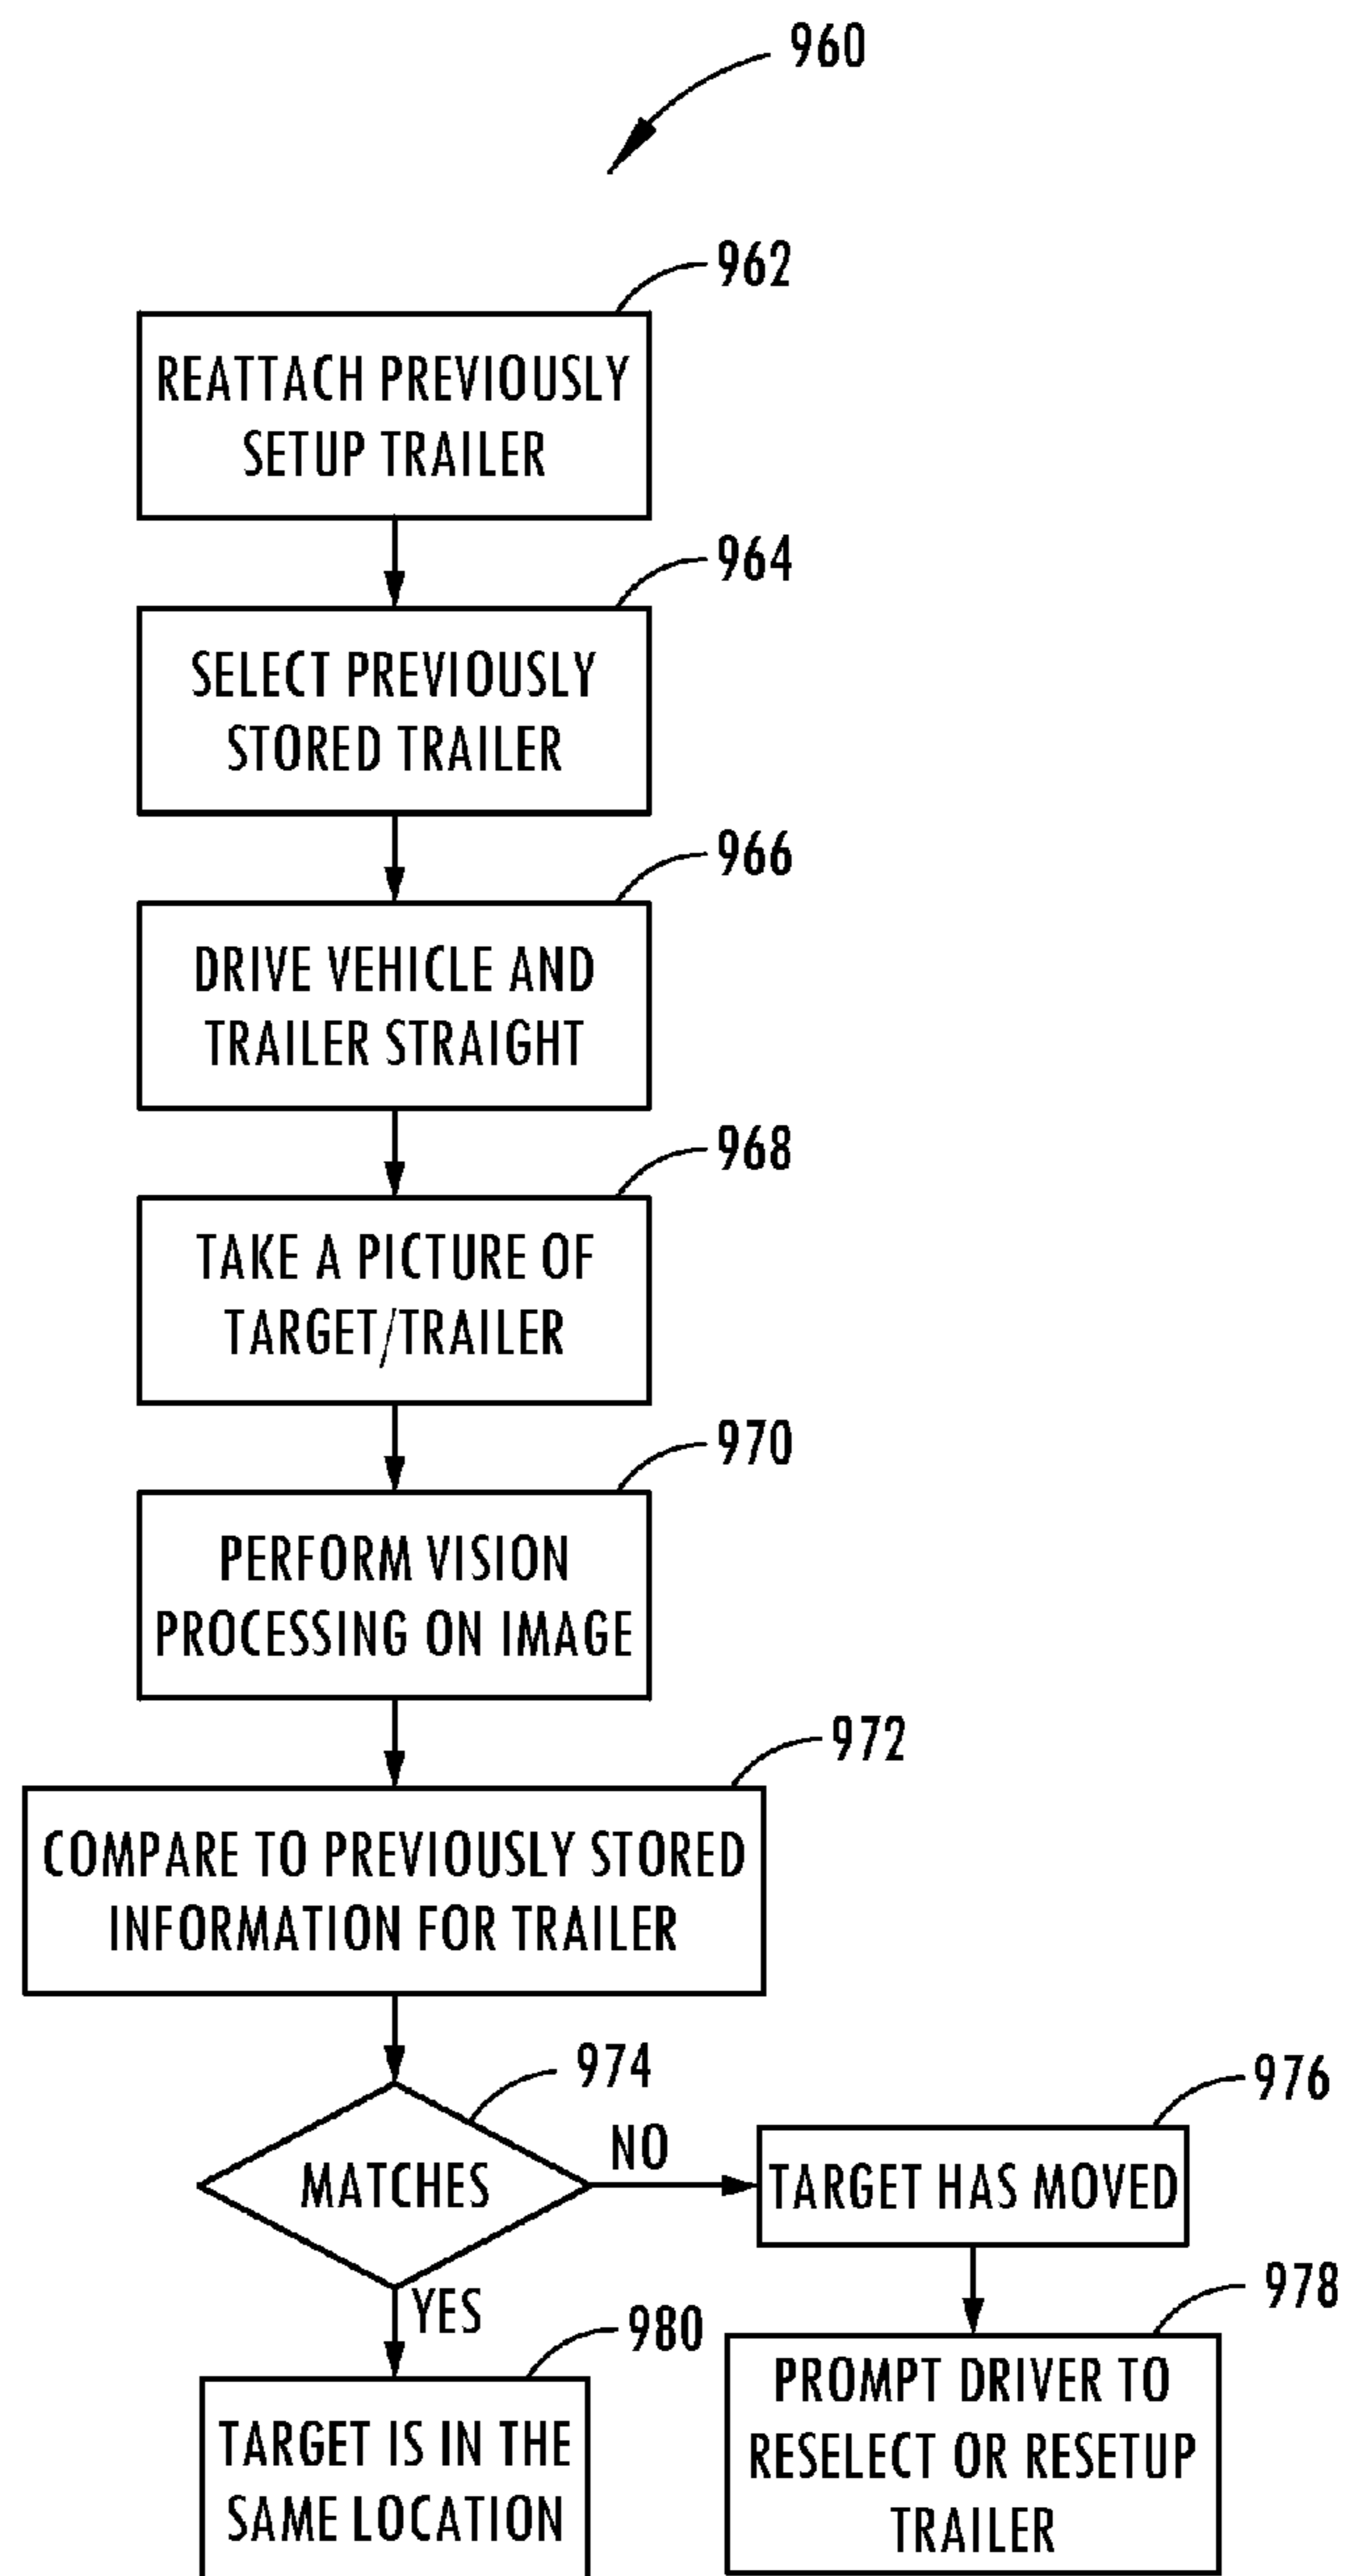 960
962
REATTACH PREVIOUSLY
SETUP TRAILER
964
SELECT PREVIOUSLY
STORED TRAILER
966
DRIVE VEHICLE AND
TRAILER STRAIGHT
968
TAKE A PICTURE OF
TARGET/TRAILER
970
PERFORM VISION
PROCESSING ON IMAGE
972
COMPARE TO PREVIOUSLY STORED
INFORMATION FOR TRAILER
974
MATCHES
NO
976
TARGET HAS MOVED
978
PROMPT DRIVER TO
RESELECT OR RESETUP
TRAILER
YES
980
TARGET IS IN THE
SAME LOCATION